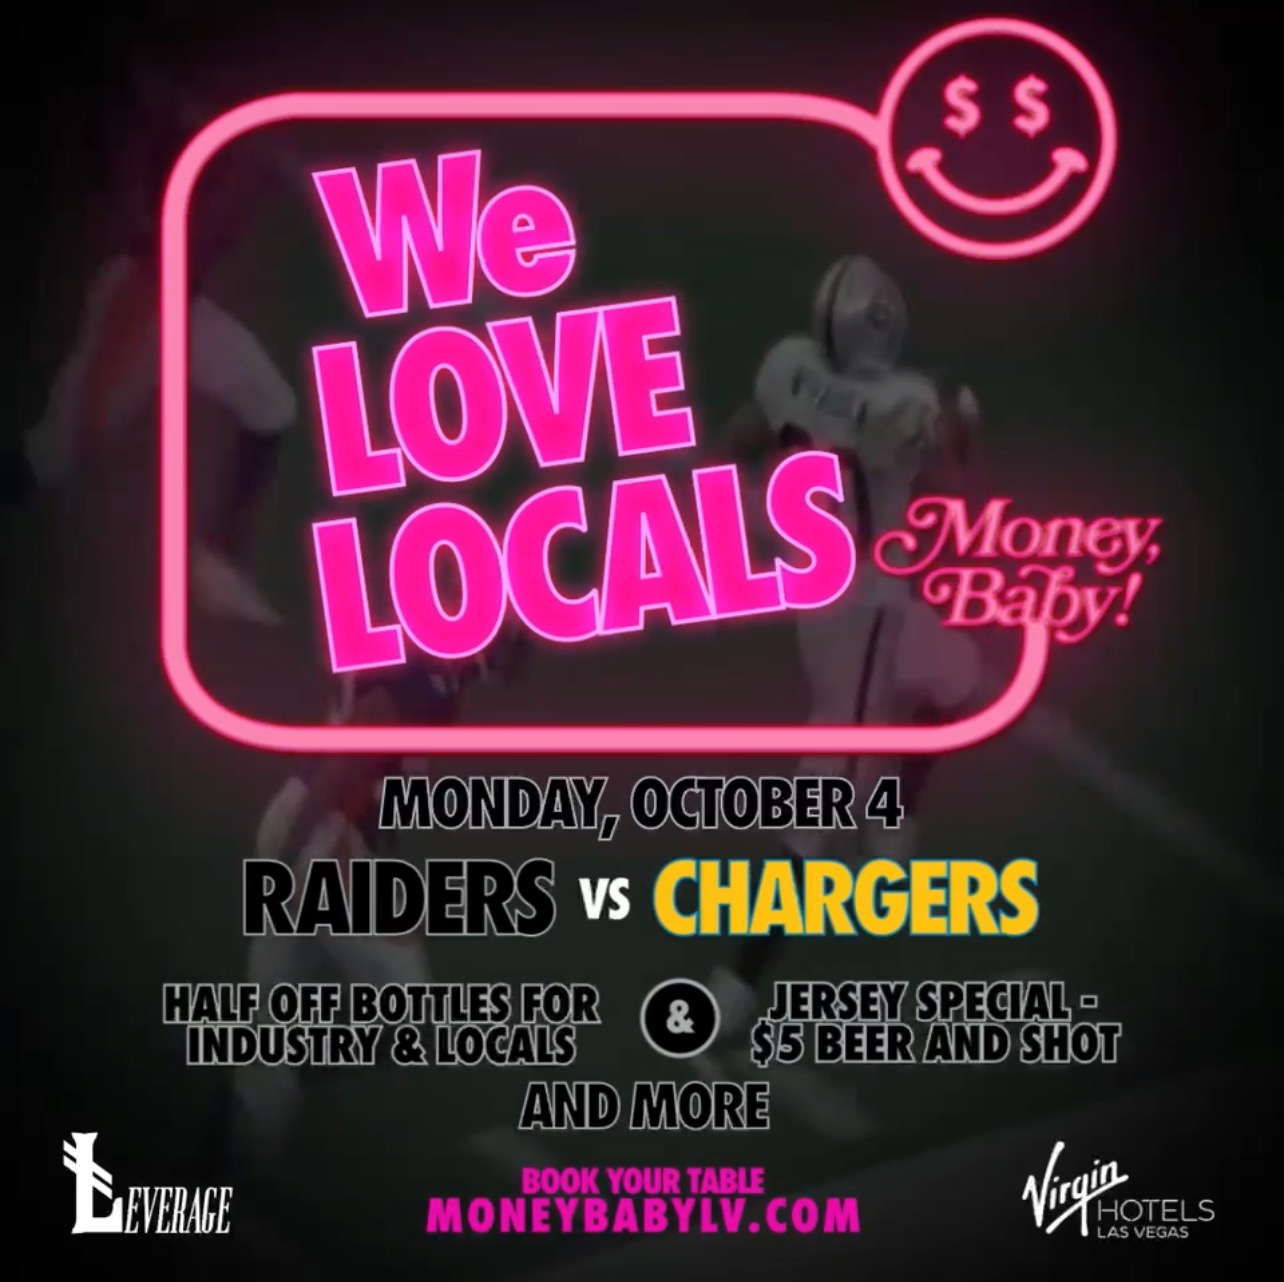 $ $
We
LOVE
LOCALS
Money,
Baby!
MONDAY, OCTOBER 4
RAIDERS VS CHARGERS
HALF OFF BOTTLES FOR
INDUSTRY & LOCALS
&
JERSEY SPECIAL -
$5 BEER AND SHOT
AND MORE
LEVERAGE
BOOK YOUR TABLE
MONEYBABYLV.COM
Virgin
HOTELS
LAS VEGAS